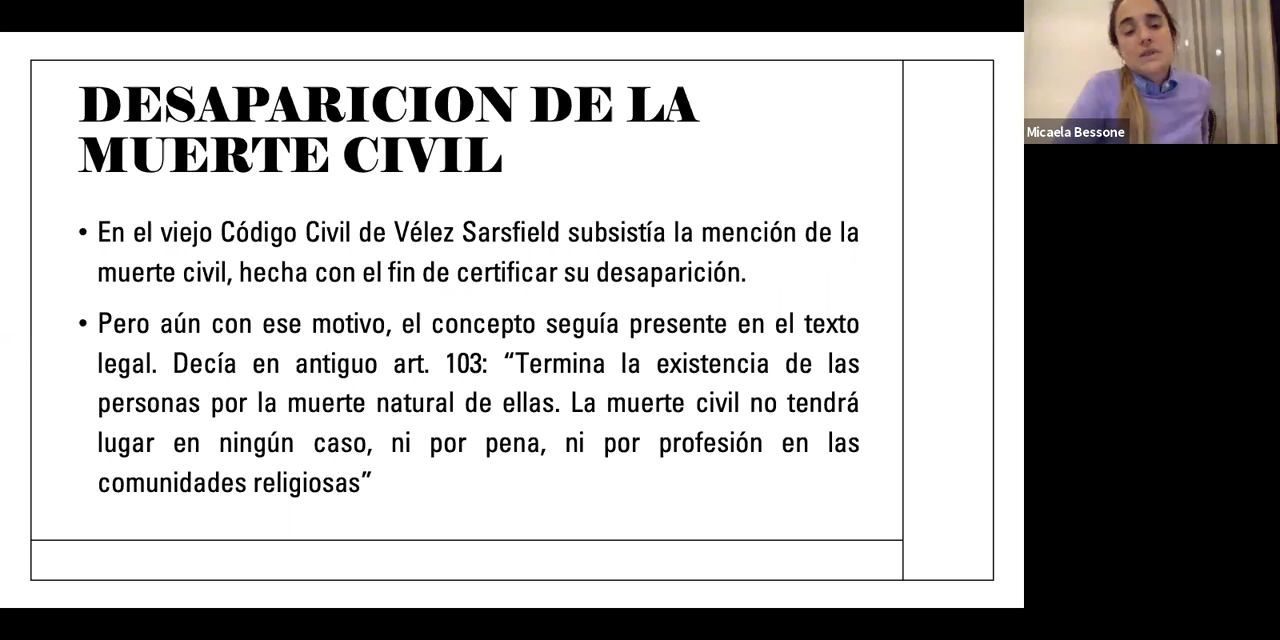 DESAPARICION DE LA
MUERTE CIVIL
• En el viejo Código Civil de Vélez Sarsfield subsistía la mención de la
muerte civil, hecha con el fin de certificar su desaparición.
• Pero aún con ese motivo, el concepto seguía presente en el texto
legal. Decía en antiguo art. 103: “Termina la existencia de las
personas por la muerte natural de ellas. La muerte civil no tendrá
lugar en ningún caso, ni por pena, ni por profesión en las
comunidades religiosas”
Micaela Bessone